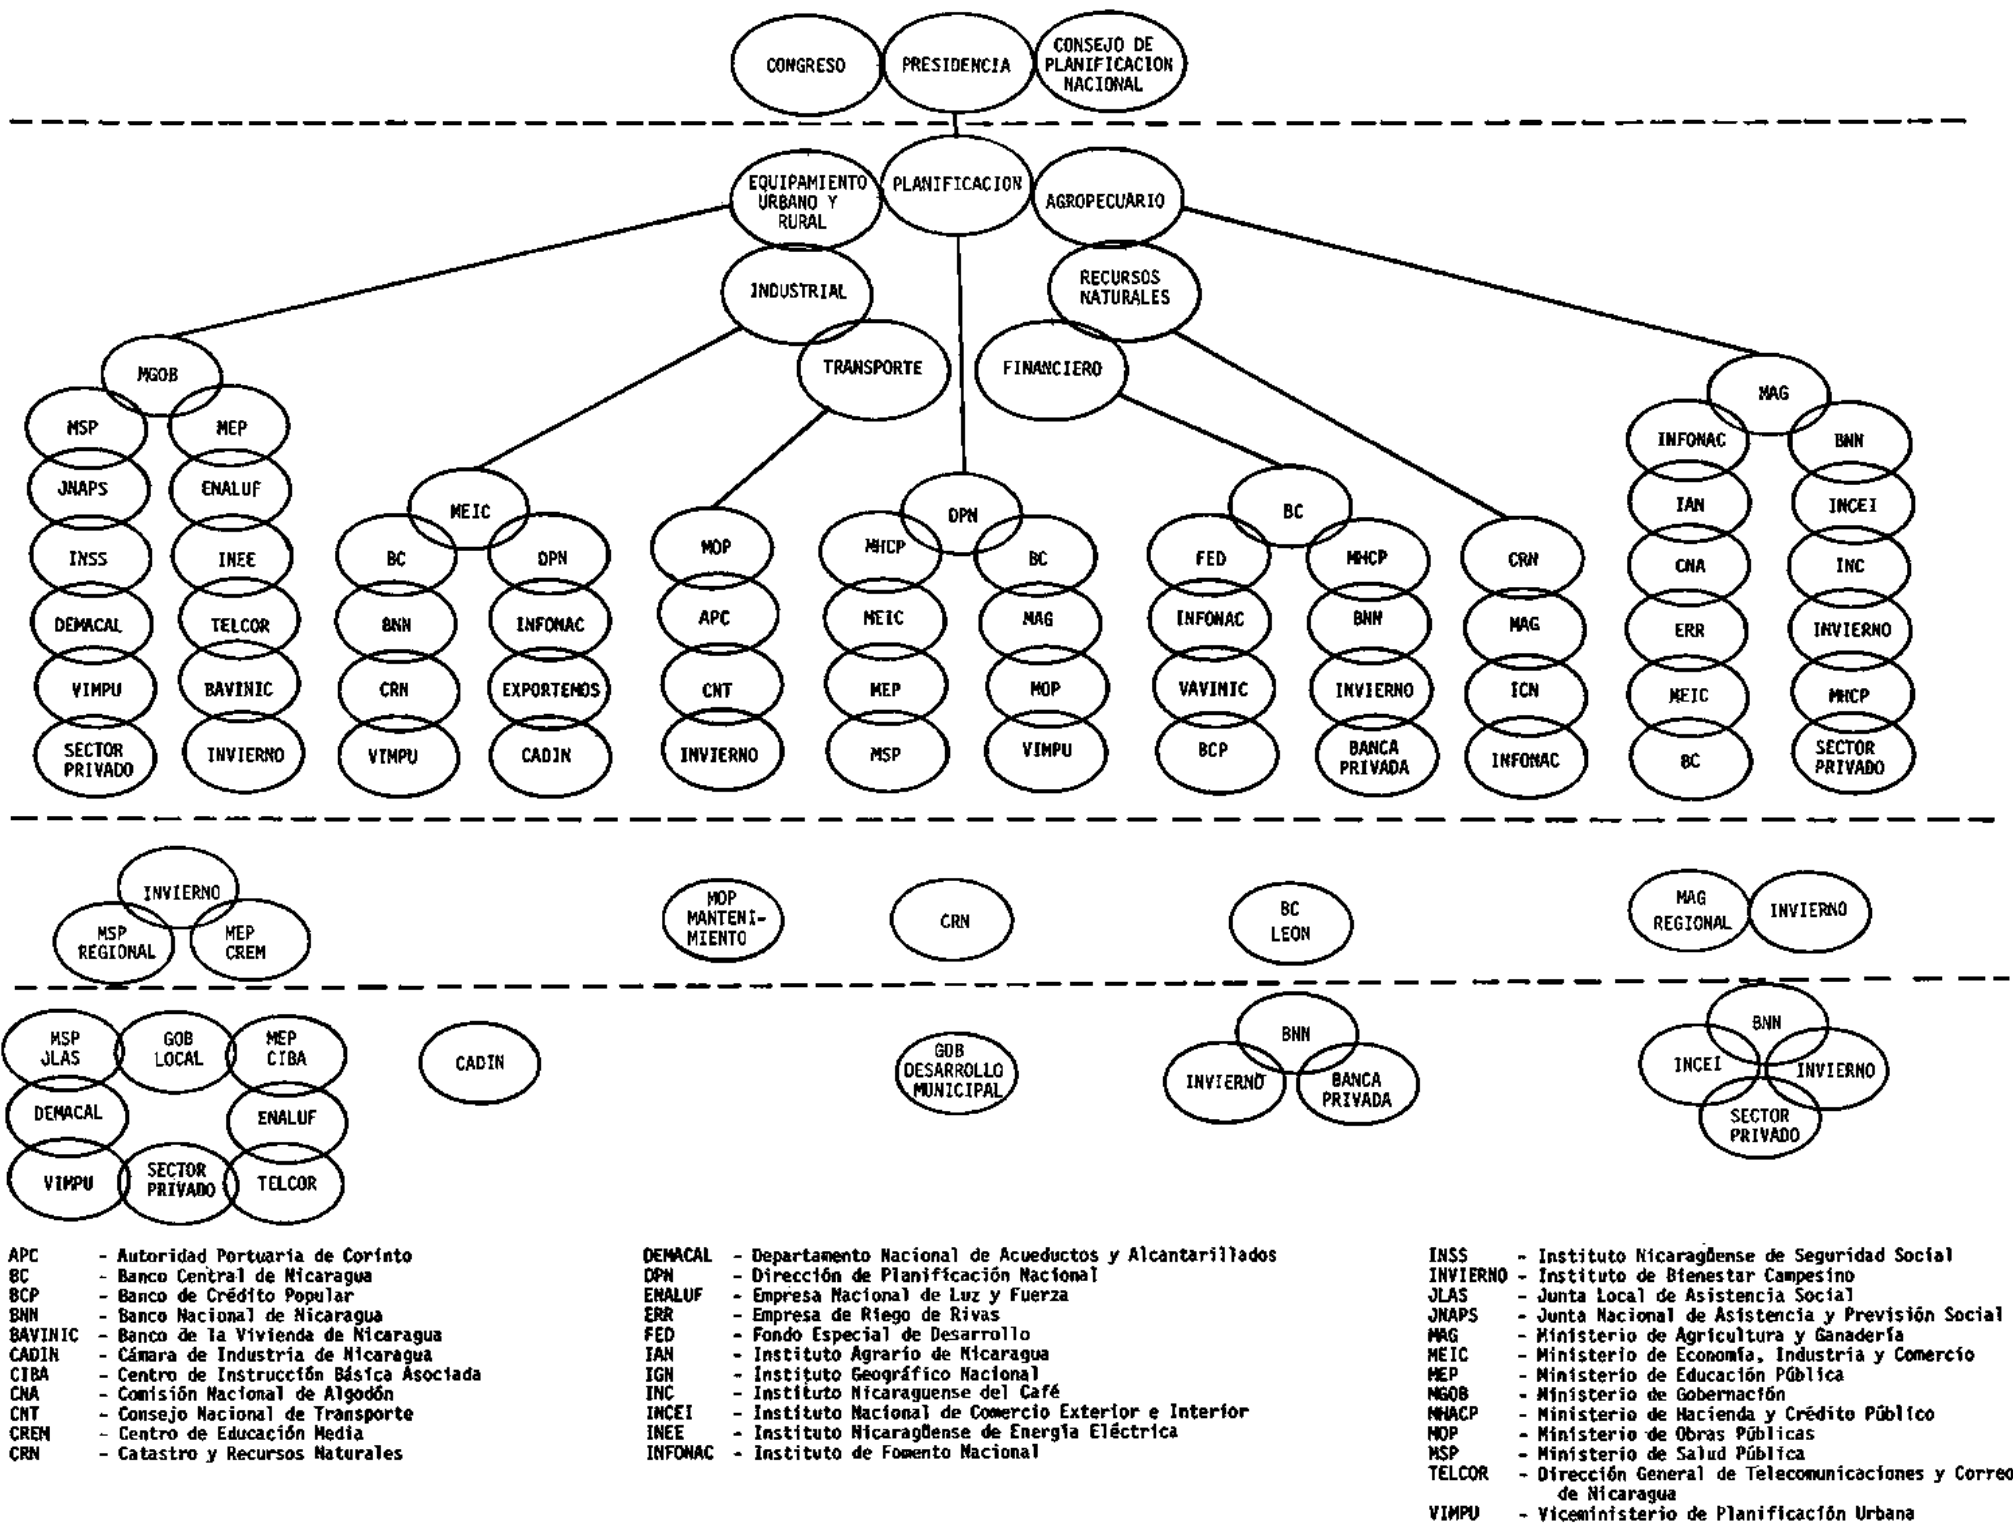 CONGRESO
PRESIDENCIA
CONSEJO DE
PLANIFICACION
NACIONAL
EQUIPAMIENTO
URBANO Y
RURAL
PLANIFICACION
AGROPECUARIO
INDUSTRIAL
RECURSOS
NATURALES
TRANSPORTE
FINANCIERO
MGOB
MSP
MEP
JNAPS
ENALUF
INSS
INEE
DEMACAL
TELCOR
VIMPU
BAVINIC
SECTOR
PRIVADO
INVIERNO
MEIC
BC
DPN
BNN
INFONAC
CRN
EXPORTEMOS
VIMPU
CADIN
MOP
APC
CNT
INVIERNO
DPN
MHCP
BC
MEIC
MAG
MEP
MOP
MSP
VIMPU
BC
FED
MHCP
INFONAC
BNN
VAVINIC
INVIERNO
BCP
BANCA
PRIVADA
CRN
MAG
ICN
INFONAC
MAG
INFONAC
BNN
IAN
INCEI
CNA
INC
ERR
INVIERNO
MEIC
MHCP
BC
SECTOR
PRIVADO
INVIERNO
MSP
REGIONAL
MEP
CREM
MOP
MANTENI-
MIENTO
CRN
BC
LEON
MAG
REGIONAL
INVIERNO
MSP
JLAS
GOB
LOCAL
MEP
CIBA
DEMACAL
ENALUF
VIMPU
SECTOR
PRIVADO
TELCOR
CADIN
GOB
DESARROLLO
MUNICIPAL
BNN
INVIERNO
BANCA
PRIVADA
BNN
INCEI
INVIERNO
SECTOR
PRIVADO
APC - Autoridad Portuaria de Corinto
BC - Banco Central de Nicaragua
BCP - Banco de Crédito Popular
BNN - Banco Nacional de Nicaragua
BAVINIC - Banco de la Vivienda de Nicaragua
CADIN - Cámara de Industria de Nicaragua
CIBA - Centro de Instrucción Básica Asociada
CNA - Comisión Nacional de Algodón
CNT - Consejo Nacional de Transporte
CREM - Centro de Educación Media
CRN - Catastro y Recursos Naturales
DEMACAL - Departamento Nacional de Acueductos y Alcantarillados
DPN - Dirección de Planificación Nacional
ENALUF - Empresa Nacional de Luz y Fuerza
ERR - Empresa de Riego de Rivas
FED - Fondo Especial de Desarrollo
IAN - Instituto Agrario de Nicaragua
IGN - Instituto Geográfico Nacional
INC - Instituto Nicaraguense del Café
INCEI - Instituto Nacional de Comercio Exterior e Interior
INEE - Instituto Nicaragüense de Energía Eléctrica
INFONAC - Instituto de Fomento Nacional
INSS - Instituto Nicaragüense de Seguridad Social
INVIERNO - Instituto de Bienestar Campesino
JLAS - Junta Local de Asistencia Social
JNAPS - Junta Nacional de Asistencia y Previsión Social
MAG - Ministerio de Agricultura y Ganadería
MEIC - Ministerio de Economía, Industria y Comercio
MEP - Ministerio de Educación Pública
MGOB - Ministerio de Gobernación
MHACP - Ministerio de Hacienda y Crédito Público
MOP - Ministerio de Obras Públicas
MSP - Ministerio de Salud Pública
TELCOR - Dirección General de Telecomunicaciones y Correo
de Nicaragua
VIMPU - Viceministerio de Planificación Urbana